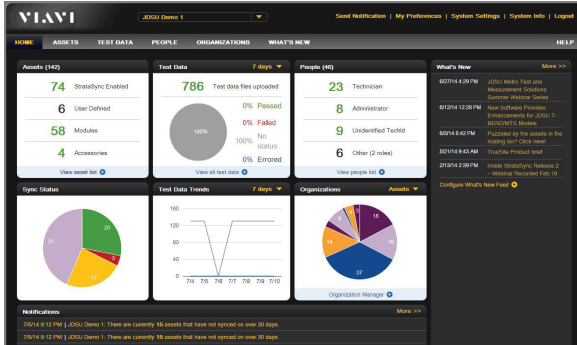 VIAVI
JDSU Demo 1
Send Notification | My Preferences | System Settings | System Info | Logout
HOME ASSETS TEST DATA PEOPLE ORGANIZATIONS WHAT'S NEW HELP
Assets (142)
74 StrataSync Enabled
6 User Defined
58 Modules
4 Accessories
View asset list
Test Data 7 days
786 Test data files uploaded
100%
0% Passed
0% Failed
100% No status
0% Errored
View all test data
People (46)
23 Technician
8 Administrator
9 Unidentified TechId
6 Other (2 roles)
View people list
What's New More >>
6/27/14 4:29 PM JDSU Metro Test and
Measurement Solutions
Summer Webinar Series
6/12/14 12:28 PM New Software Provides
Enhancements for JDSU T-
BERD/MTS Models
6/3/14 8:42 PM Puzzeled by the assets in the
holding bin? Click here!
5/21/14 9:43 AM TrueSite Product brief
2/13/14 2:39 PM Inside StrataSync Release 2
- Webinar Recorded Feb 19
Configure What's New Feed
Sync Status
20
3
17
31
Test Data Trends 7 days
160
120
80
40
0
7/4 7/5 7/6 7/7 7/8 7/9 7/10
Organizations Assets
3
18
16
37
14
Organization Manager
Notifications More >>
7/5/14 9:12 PM | JDSU Demo 1: There are currently 15 assets that have not synced on over 30 days.
7/5/14 9:12 PM | JDSU Demo 1: There are currently 15 assets that have not synced on over 30 days.